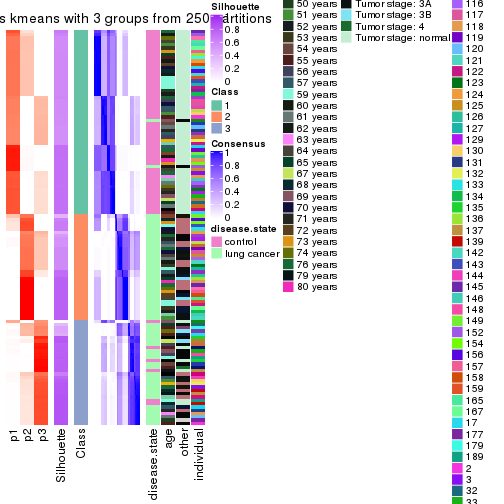 s kmeans with 3 groups from 250 partitions
Silhouette
1
0.8
0.6
0.4
0.2
0
Class
1
2
3
Consensus
1
0.8
0.6
0.4
0.2
0
disease.state
control
lung cancer
50 years
51 years
52 years
53 years
54 years
55 years
56 years
57 years
59 years
60 years
61 years
62 years
63 years
64 years
65 years
67 years
68 years
69 years
70 years
71 years
72 years
73 years
74 years
76 years
79 years
80 years
Tumor stage: 3A
Tumor stage: 3B
Tumor stage: 4
Tumor stage: normal
116
117
118
119
120
121
122
123
124
125
126
127
129
130
131
132
133
134
135
136
137
139
142
143
144
145
146
148
149
152
154
156
157
158
159
165
167
17
177
179
189
2
3
32
33
p1
p2
p3
Silhouette
Class
disease.state
age
other
individual